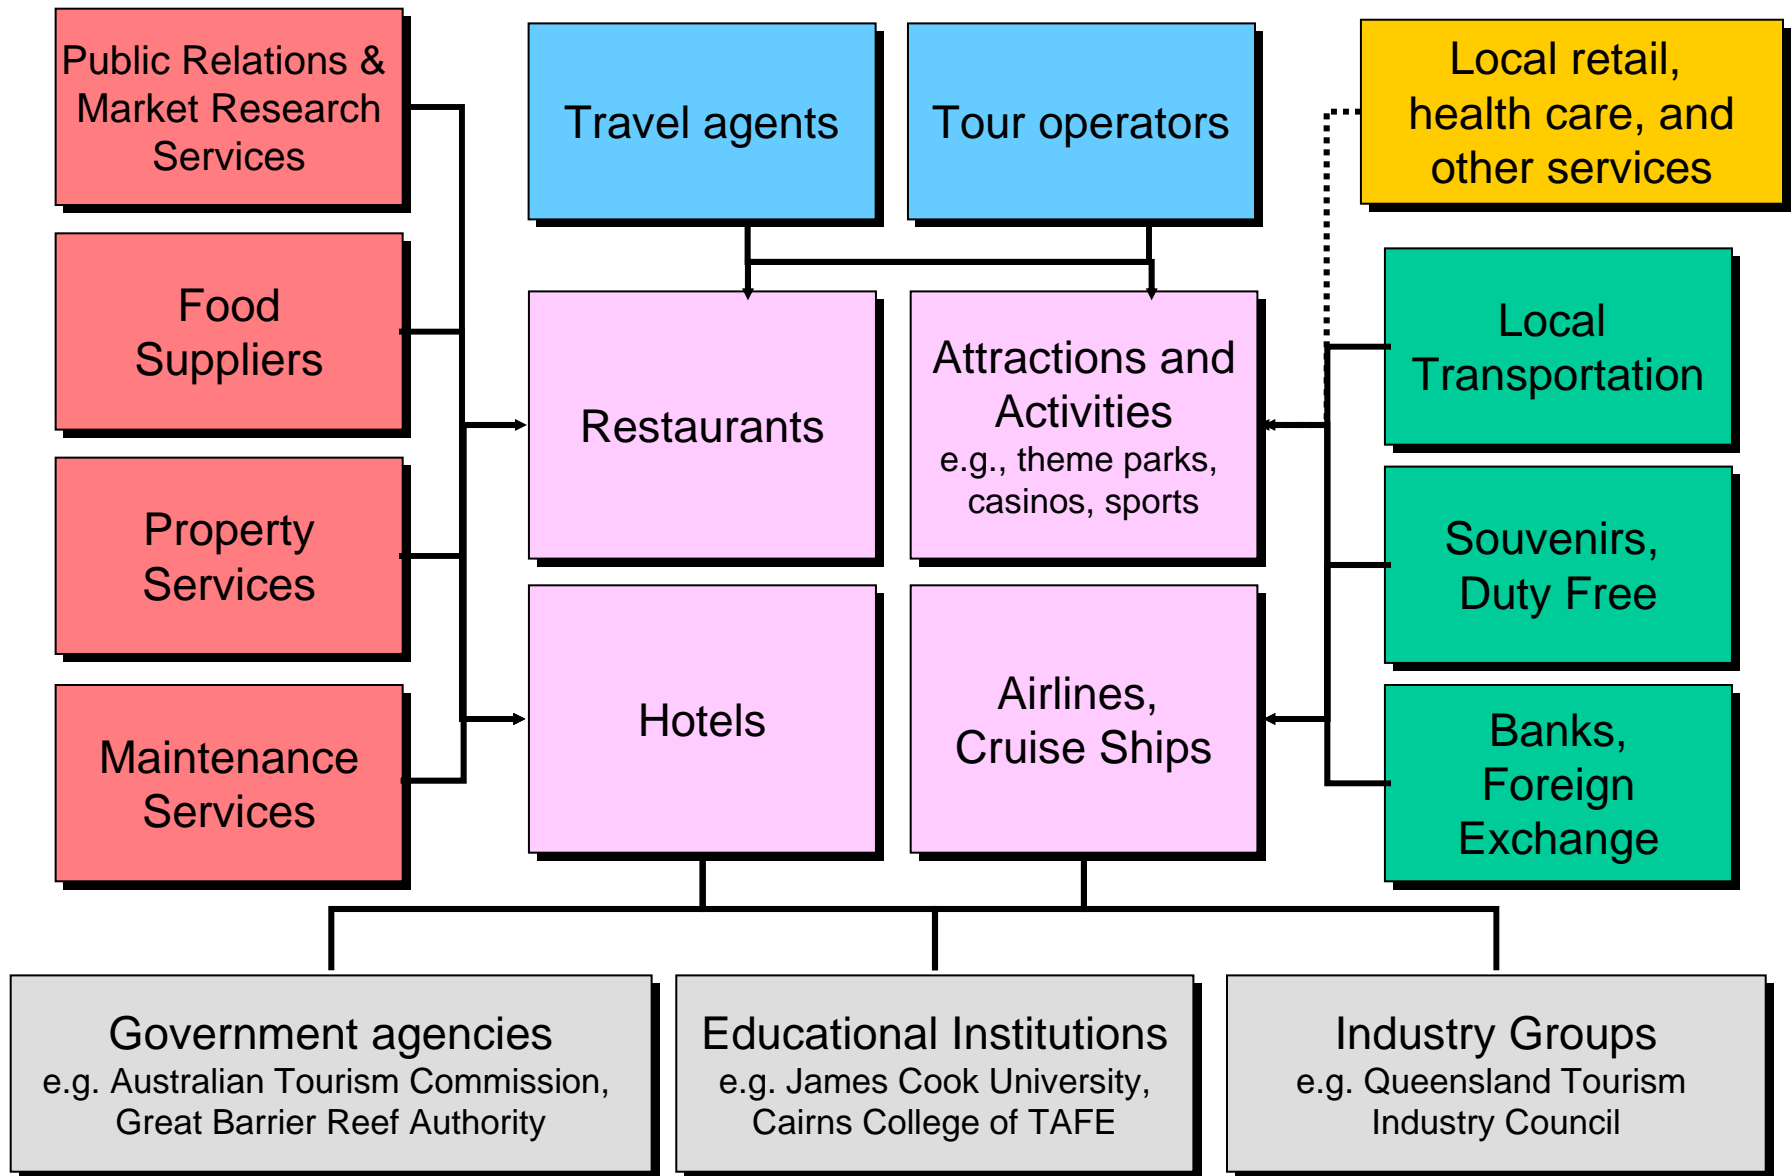 Public Relations &
Market Research
Services
Travel agents
Tour operators
Local retail,
health care, and
other services
Food
Suppliers
Restaurants
Attractions and
Activities
e.g., theme parks,
casinos, sports
Local
Transportation
Property
Services
Souvenirs,
Duty Free
Maintenance
Services
Hotels
Airlines,
Cruise Ships
Banks,
Foreign
Exchange
Government agencies
e.g. Australian Tourism Commission,
Great Barrier Reef Authority
Educational Institutions
e.g. James Cook University,
Cairns College of TAFE
Industry Groups
e.g. Queensland Tourism
Industry Council